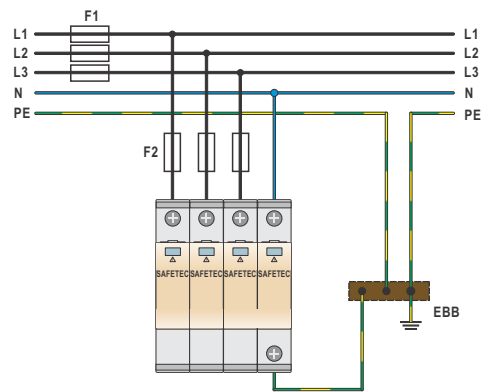 F1
L1 L1
L2 L2
L3 L3
N N
PE PE
F2
SAFETEC SAFETEC SAFETEC SAFETEC
EBB